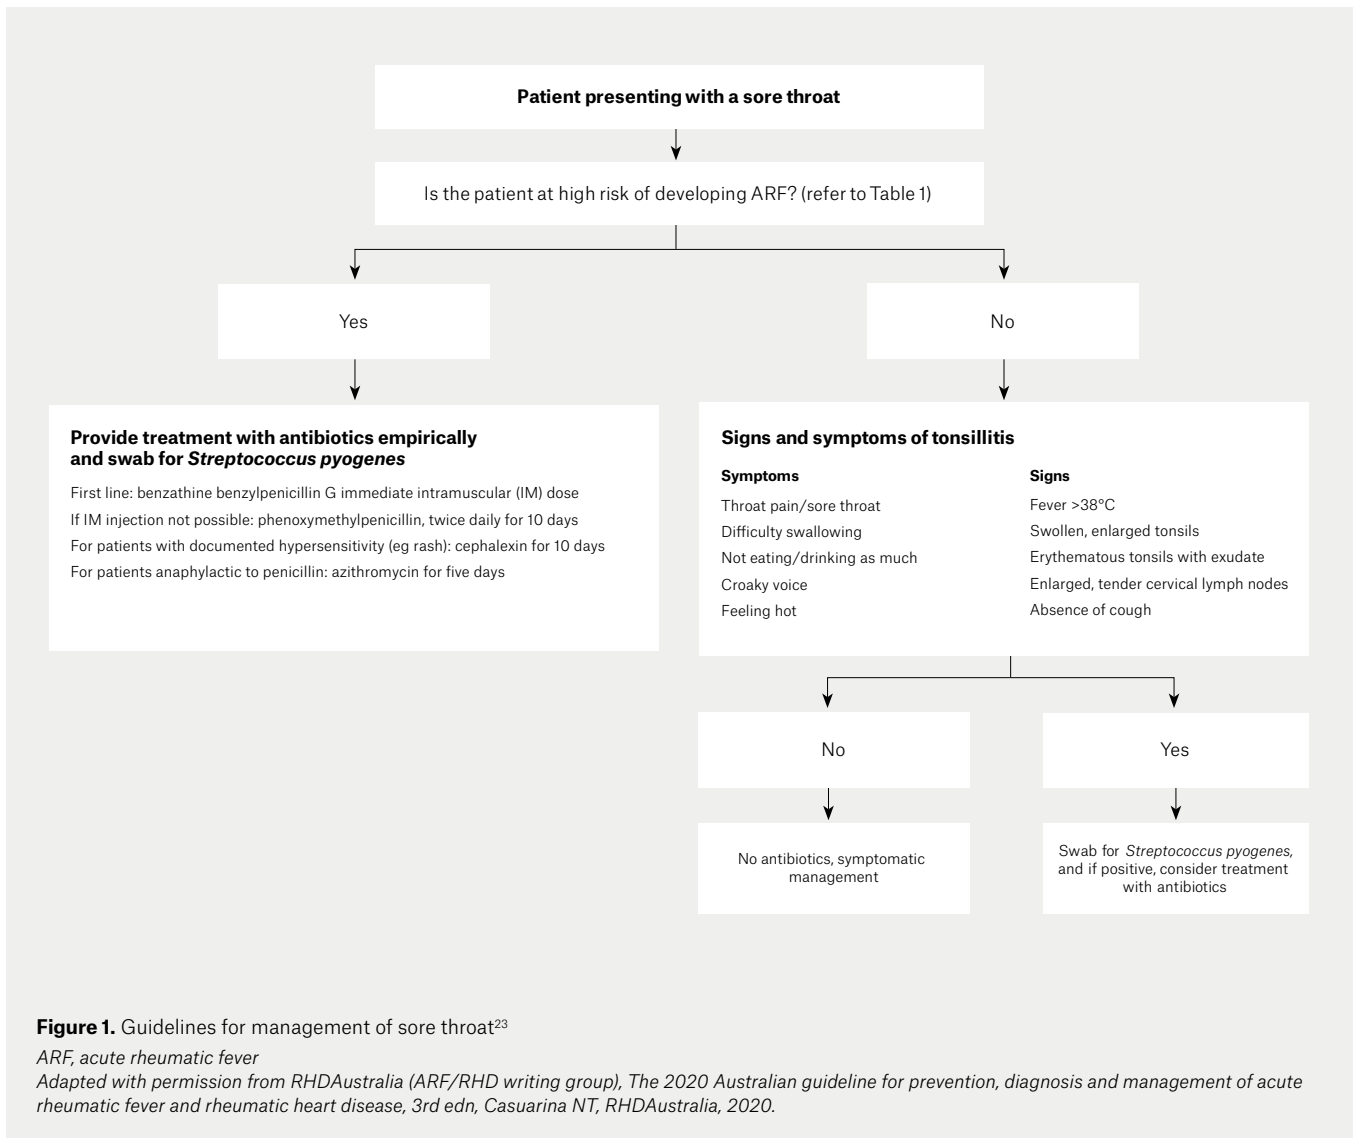 Patient presenting with a sore throat
Is the patient at high risk of developing ARF? (refer to Table 1)
Yes
No
Provide treatment with antibiotics empirically
and swab for Streptococcus pyogenes
First line: benzathine benzylpenicillin G immediate intramuscular (IM) dose
If IM injection not possible: phenoxymethylpenicillin, twice daily for 10 days
For patients with documented hypersensitivity (eg rash): cephalexin for 10 days
For patients anaphylactic to penicillin: azithromycin for five days
Signs and symptoms of tonsillitis
Symptoms
Throat pain/sore throat
Difficulty swallowing
Not eating/drinking as much
Croaky voice
Feeling hot
Signs
Fever >38°C
Swollen, enlarged tonsils
Erythematous tonsils with exudate
Enlarged, tender cervical lymph nodes
Absence of cough
No
Yes
No antibiotics, symptomatic
management
Swab for Streptococcus pyogenes,
and if positive, consider treatment
with antibiotics
Figure 1. Guidelines for management of sore throat²³
ARF, acute rheumatic fever
Adapted with permission from RHDAustralia (ARF/RHD writing group), The 2020 Australian guideline for prevention, diagnosis and management of acute
rheumatic fever and rheumatic heart disease, 3rd edn, Casuarina NT, RHDAustralia, 2020.